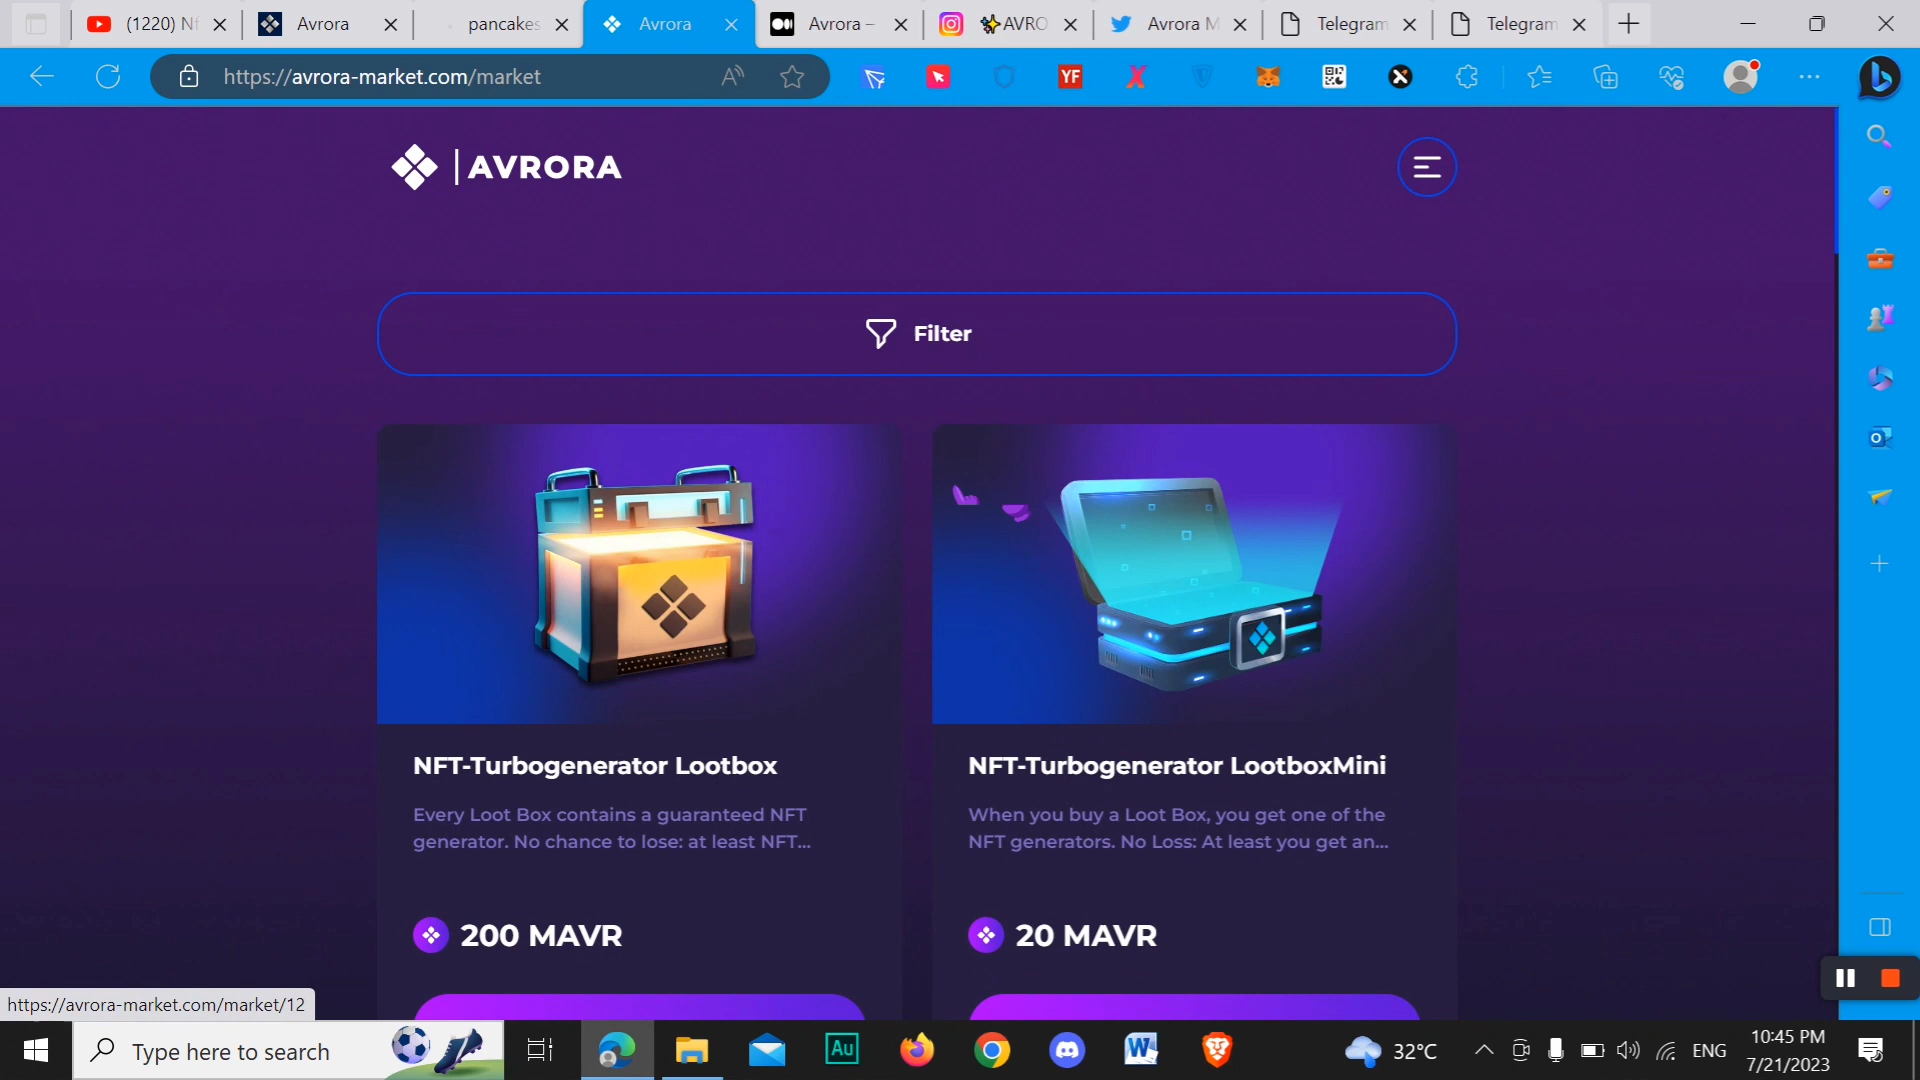 (1220) Nf
Avrora
pancakes
Avrora
Avrora –
AVRO
Avrora M
Telegram
Telegram
https://avrora-market.com/market
YF
AVRORA
Filter
NFT-Turbogenerator Lootbox
Every Loot Box contains a guaranteed NFT
generator. No chance to lose: at least NFT...
200 MAVR
NFT-Turbogenerator LootboxMini
When you buy a Loot Box, you get one of the
NFT generators. No Loss: At least you get an...
20 MAVR
https://avrora-market.com/market/12
Type here to search
Au
32°C
ENG
10:45 PM
7/21/2023